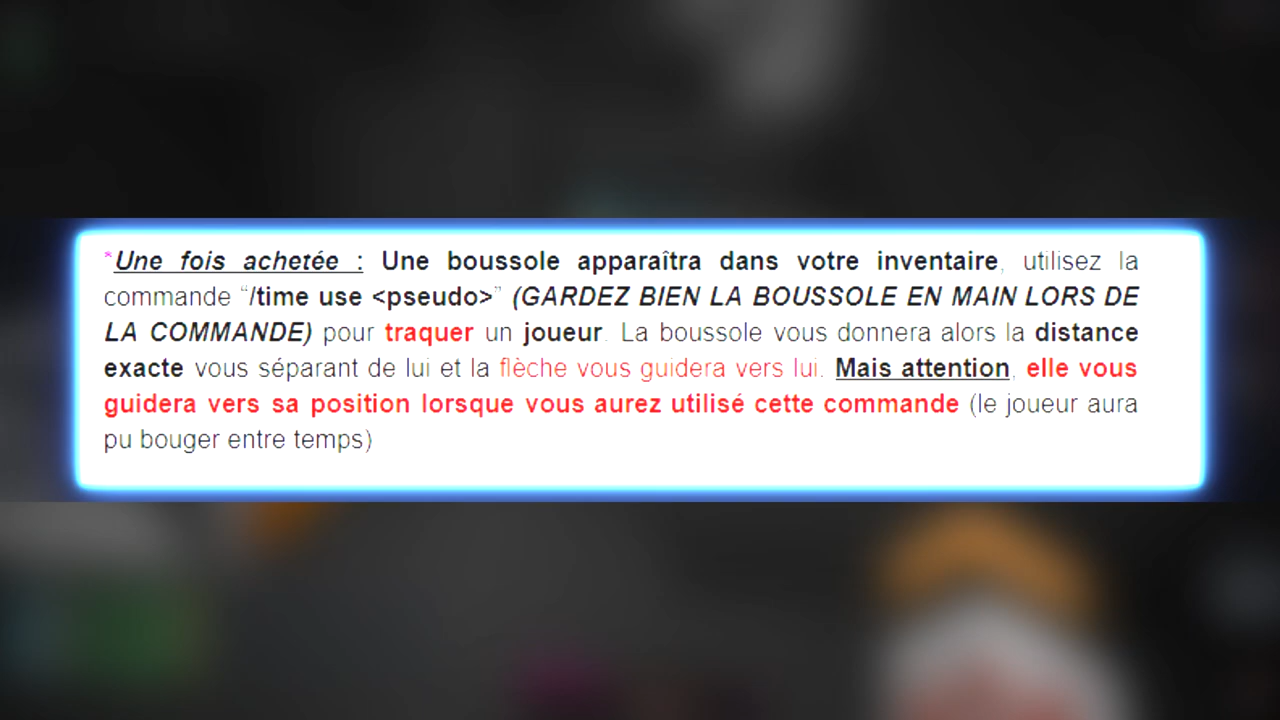 *Une fois achetée : Une boussole apparaîtra dans votre inventaire, utilisez la
commande “/time use <pseudo>” (GARDEZ BIEN LA BOUSSOLE EN MAIN LORS DE
LA COMMANDE) pour traquer un joueur. La boussole vous donnera alors la distance
exacte vous séparant de lui et la flèche vous guidera vers lui. Mais attention, elle vous
guidera vers sa position lorsque vous aurez utilisé cette commande (le joueur aura
pu bouger entre temps)